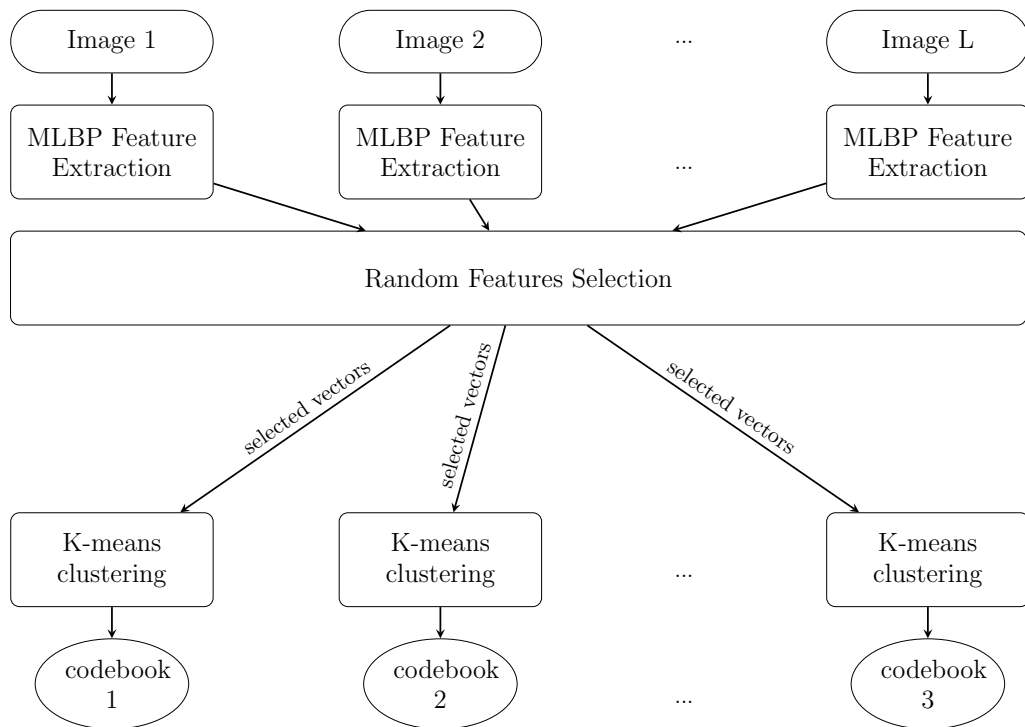 Image 1
Image 2
...
Image L
MLBP Feature
Extraction
MLBP Feature
Extraction
...
MLBP Feature
Extraction
Random Features Selection
selected vectors
selected vectors
selected vectors
K-means
clustering
K-means
clustering
...
K-means
clustering
codebook
1
codebook
2
...
codebook
3